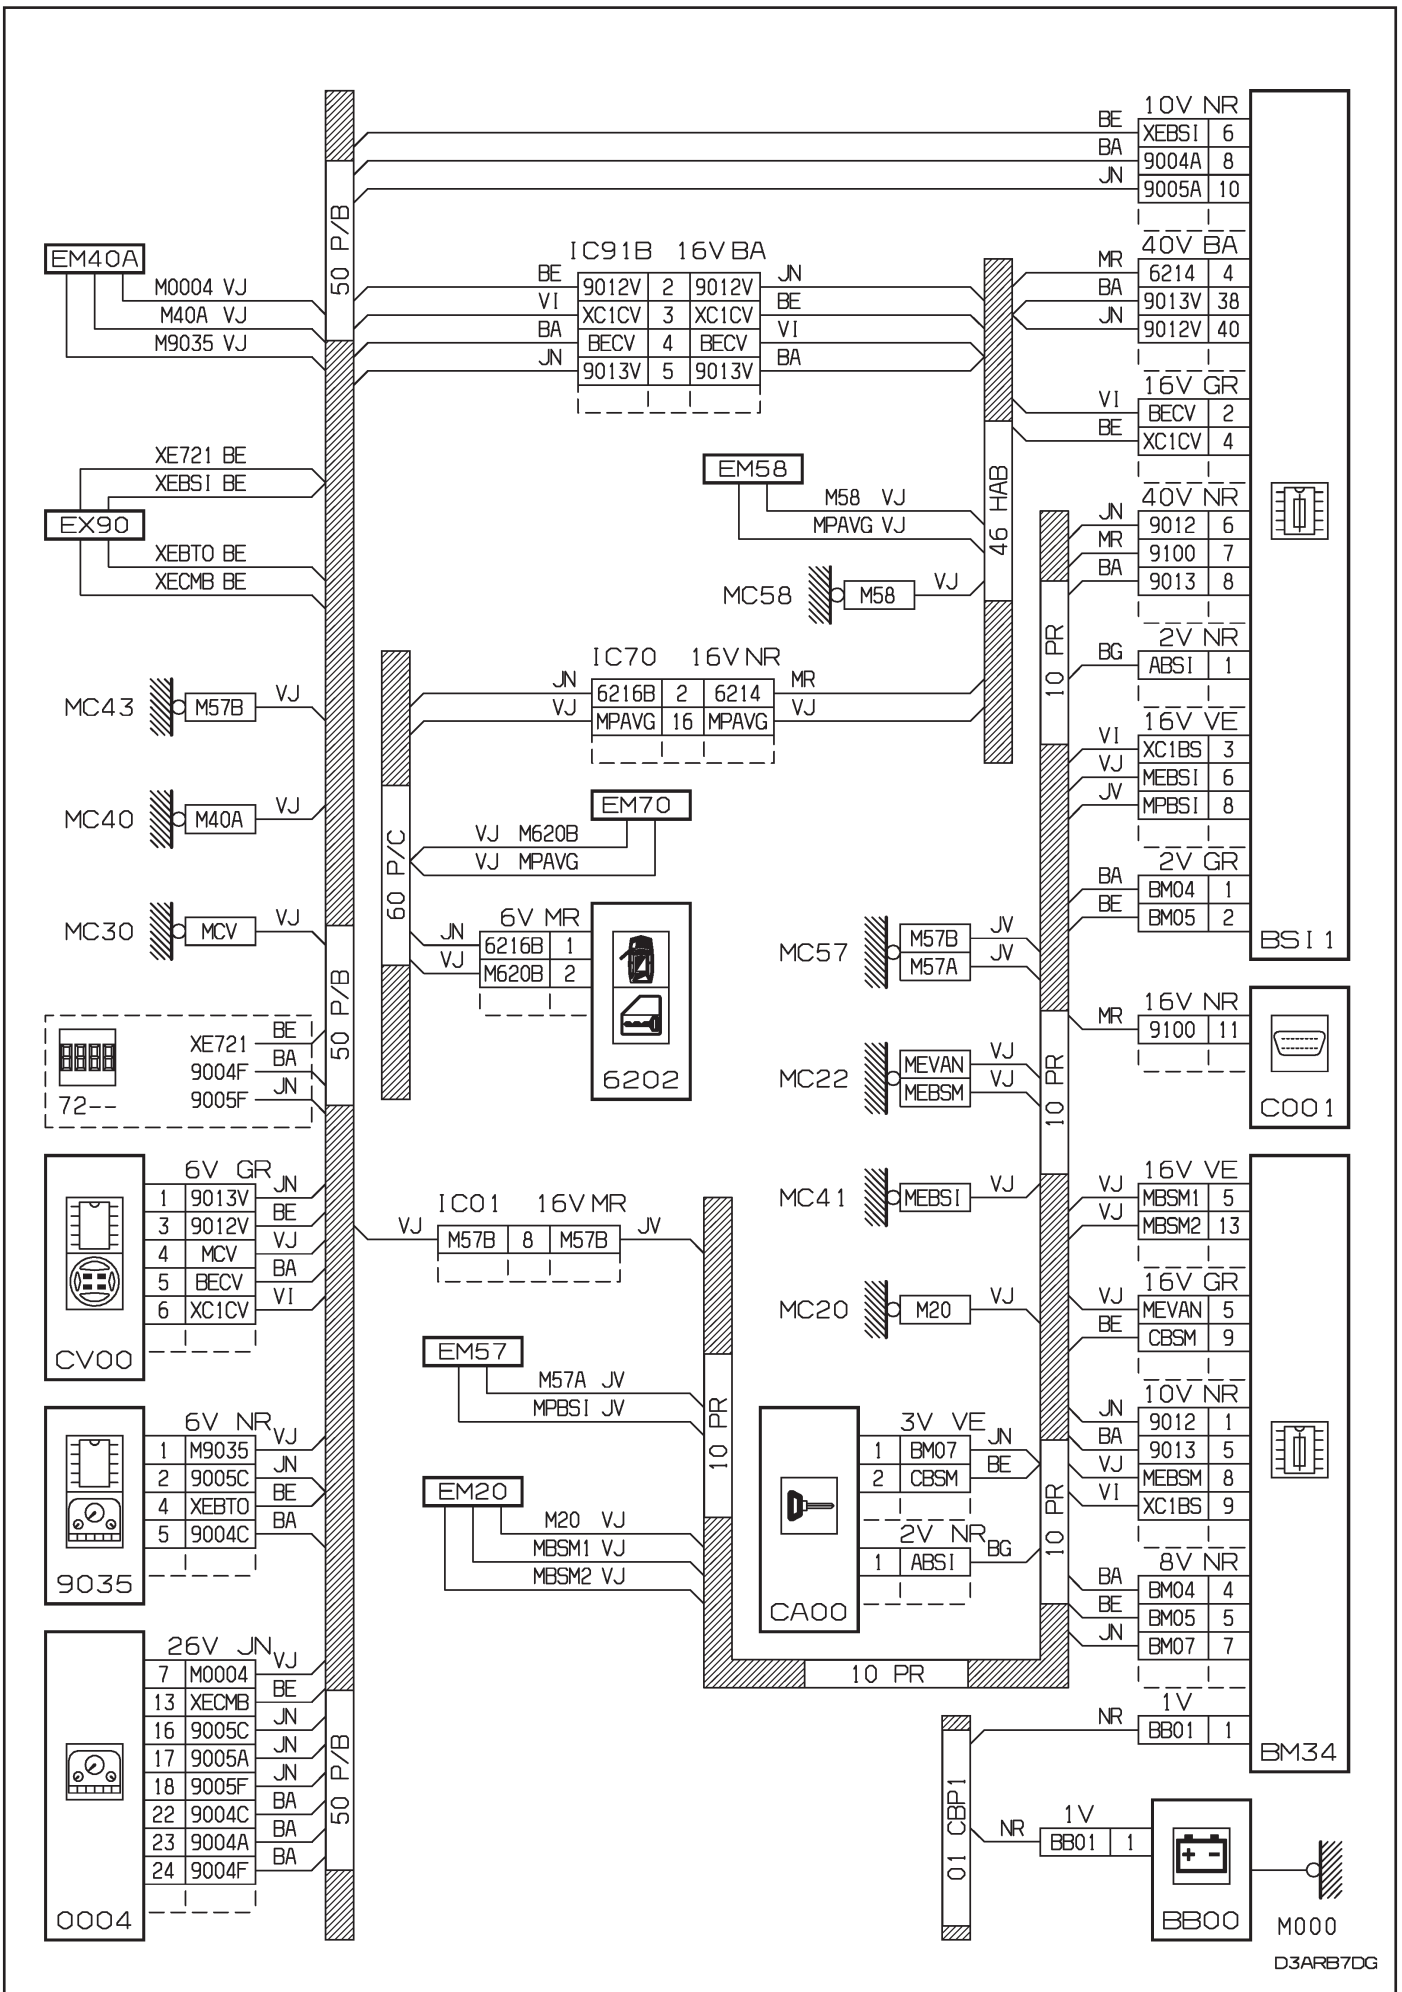 10V NR
BE XEBSI 6
BA 9004A 8
JN 9005A 10
50 P/B
EM40A
M0004 VJ
M40A VJ
M9035 VJ
IC91B 16V BA
BE 9012V 2 9012V JN
VI XC1CV 3 XC1CV BE
BA BECV 4 BECV VI
JN 9013V 5 9013V BA
40V BA
MR 6214 4
BA 9013V 38
JN 9012V 40
16V GR
VI BECV 2
BE XC1CV 4
XE721 BE
XEBSI BE
EX90
XEBTO BE
XECMB BE
EM58
M58 VJ
MPAVG VJ
46 HAB
MC58 M58 VJ
40V NR
JN 9012 6
MR 9100 7
BA 9013 8
10 PR
2V NR
BG ABSI 1
IC70 16V NR
JN 6216B 2 6214 MR
VJ MPAVG 16 MPAVG VJ
MC43 M57B VJ
16V VE
VI XC1BS 3
VJ MEBSI 6
JV MPBSI 8
MC40 M40A VJ
EM70
VJ M620B
VJ MPAVG
60 P/C
2V GR
BA BM04 1
BE BM05 2
BSI1
MC30 MCV VJ
6V MR
JN 6216B 1
VJ M620B 2
6202
MC57 M57B JV
M57A JV
50 P/B
XE721 BE
9004F BA
9005F JN
72--
MC22 MEVAN VJ
MEBSM VJ
10 PR
16V NR
MR 9100 11
C001
6V GR
1 9013V JN
3 9012V BE
4 MCV VJ
5 BECV BA
6 XC1CV VI
CV00
IC01 16V MR
VJ M57B 8 M57B JV
MC41 MEBSI VJ
16V VE
VJ MBSM1 5
VJ MBSM2 13
MC20 M20 VJ
16V GR
VJ MEVAN 5
BE CBSM 9
EM57
M57A JV
MPBSI JV
10 PR
6V NR
1 M9035 VJ
2 9005C JN
4 XEBTO BE
5 9004C BA
9035
EM20
M20 VJ
MBSM1 VJ
MBSM2 VJ
3V VE
1 BM07 JN
2 CBSM BE
2V NR
1 ABSI BG
CA00
10 PR
10V NR
JN 9012 1
BA 9013 5
VJ MEBSM 8
VI XC1BS 9
8V NR
BA BM04 4
BE BM05 5
JN BM07 7
10 PR
1V
NR BB01 1
BM34
26V JN
7 M0004 VJ
13 XECMB BE
16 9005C JN
17 9005A JN
18 9005F JN
22 9004C BA
23 9004A BA
24 9004F BA
0004
50 P/B
01 CBP1
1V
NR BB01 1
BB00
M000
D3ARB7DG